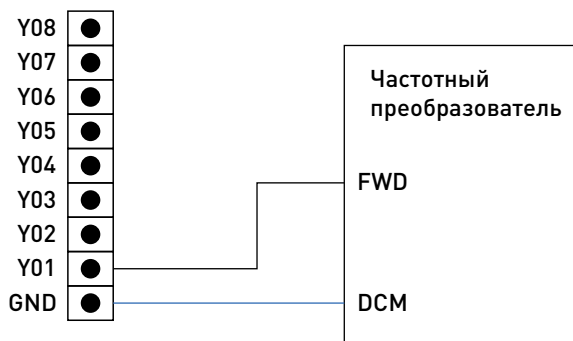 Y08
Y07
Y06
Y05
Y04
Y03
Y02
Y01
GND
Частотный
преобразователь
FWD
DCM